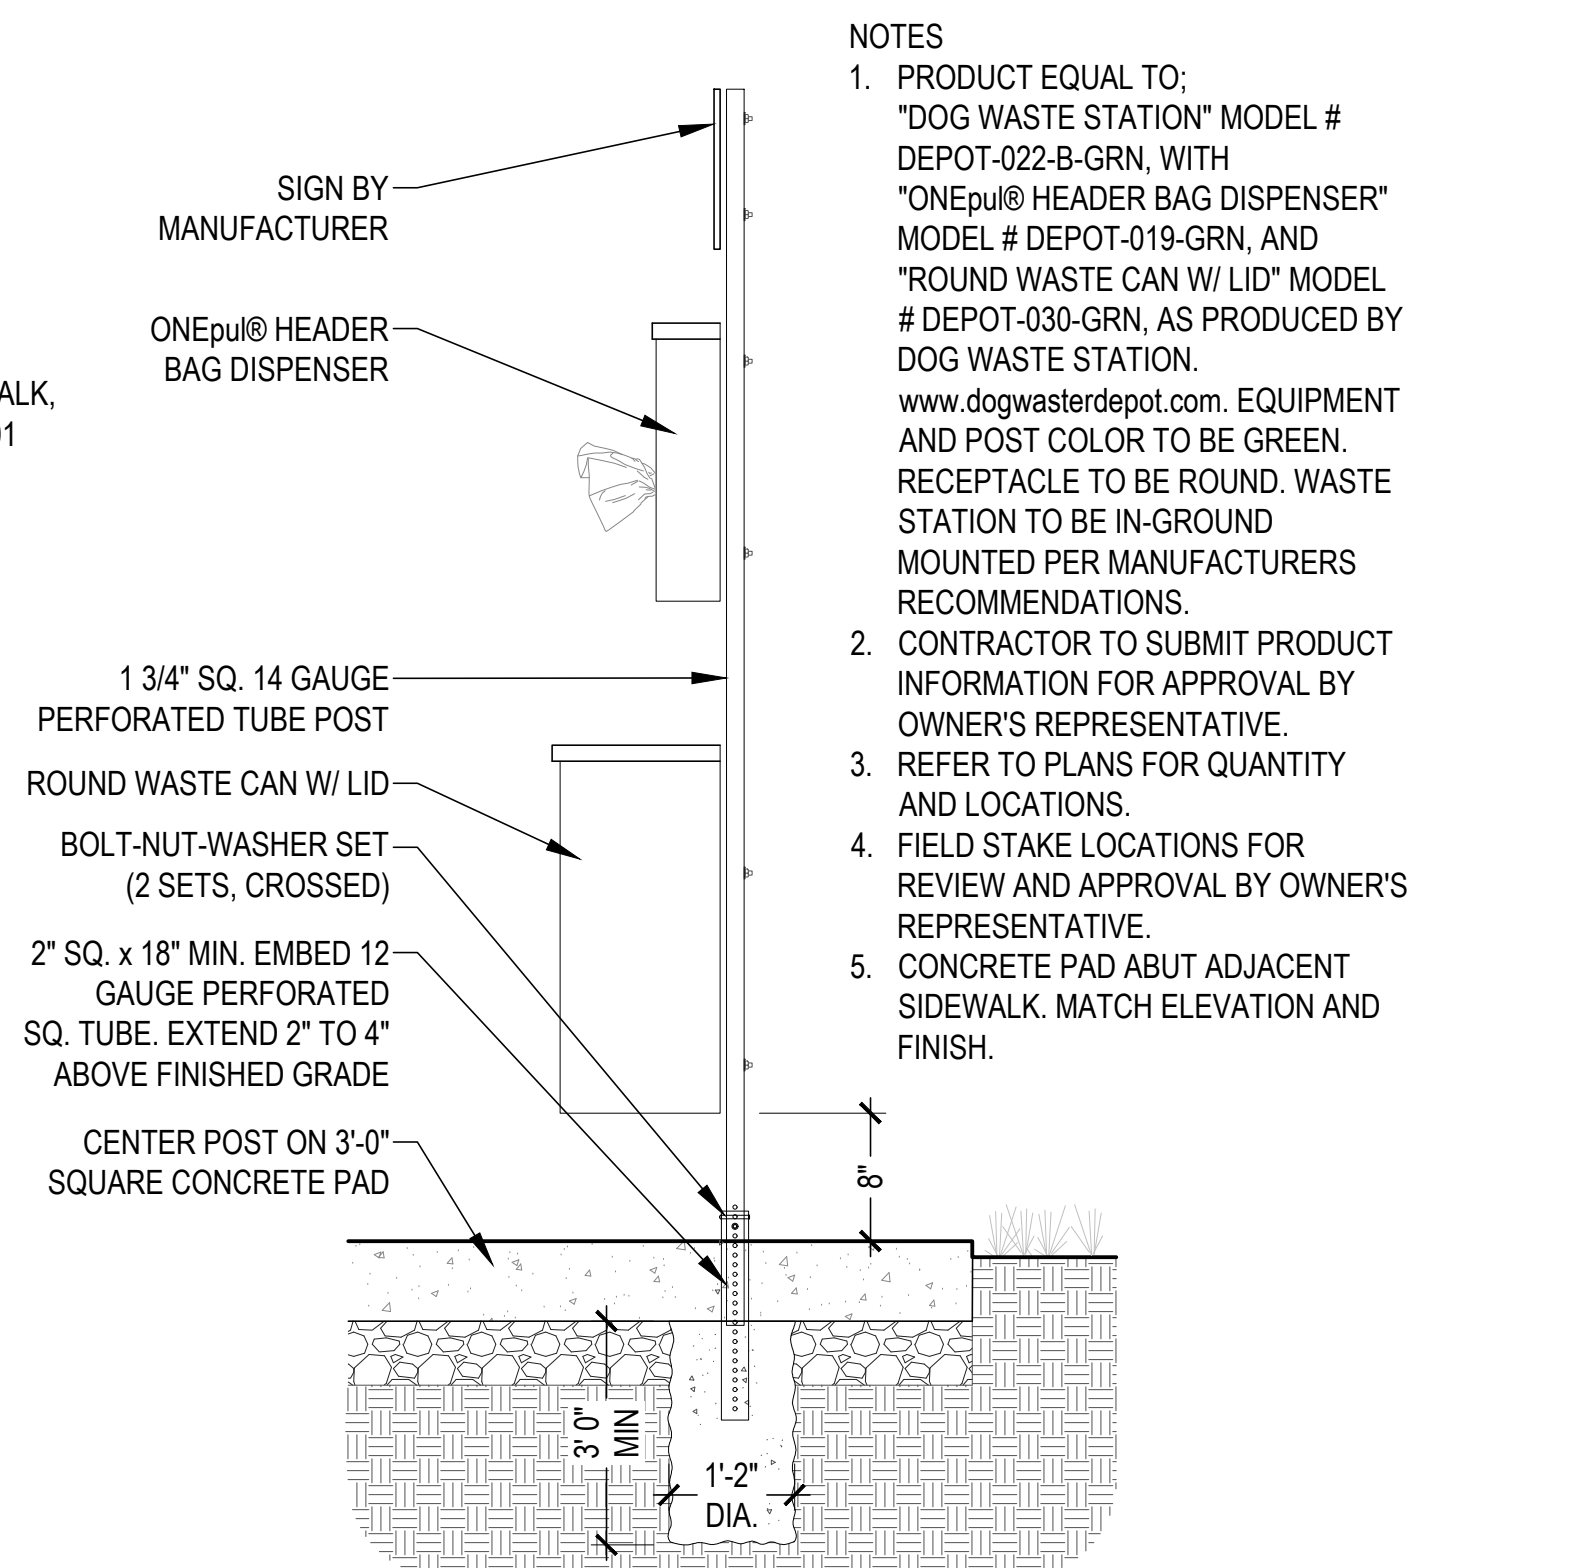 NOTES
1. PRODUCT EQUAL TO;
"DOG WASTE STATION" MODEL #
DEPOT-022-B-GRN, WITH
"ONEpul® HEADER BAG DISPENSER"
MODEL # DEPOT-019-GRN, AND
"ROUND WASTE CAN W/ LID" MODEL
# DEPOT-030-GRN, AS PRODUCED BY
DOG WASTE STATION.
www.dogwasterdepot.com. EQUIPMENT
AND POST COLOR TO BE GREEN.
RECEPTACLE TO BE ROUND. WASTE
STATION TO BE IN-GROUND
MOUNTED PER MANUFACTURERS
RECOMMENDATIONS.
2. CONTRACTOR TO SUBMIT PRODUCT
INFORMATION FOR APPROVAL BY
OWNER'S REPRESENTATIVE.
3. REFER TO PLANS FOR QUANTITY
AND LOCATIONS.
4. FIELD STAKE LOCATIONS FOR
REVIEW AND APPROVAL BY OWNER'S
REPRESENTATIVE.
5. CONCRETE PAD ABUT ADJACENT
SIDEWALK. MATCH ELEVATION AND
FINISH.
SIGN BY
MANUFACTURER
ONEpul® HEADER
BAG DISPENSER
1 3/4" SQ. 14 GAUGE
PERFORATED TUBE POST
ROUND WASTE CAN W/ LID
BOLT-NUT-WASHER SET
(2 SETS, CROSSED)
2" SQ. x 18" MIN. EMBED 12
GAUGE PERFORATED
SQ. TUBE. EXTEND 2" TO 4"
ABOVE FINISHED GRADE
CENTER POST ON 3'-0"
SQUARE CONCRETE PAD
8"
3' 0"
MIN
1'-2"
DIA.